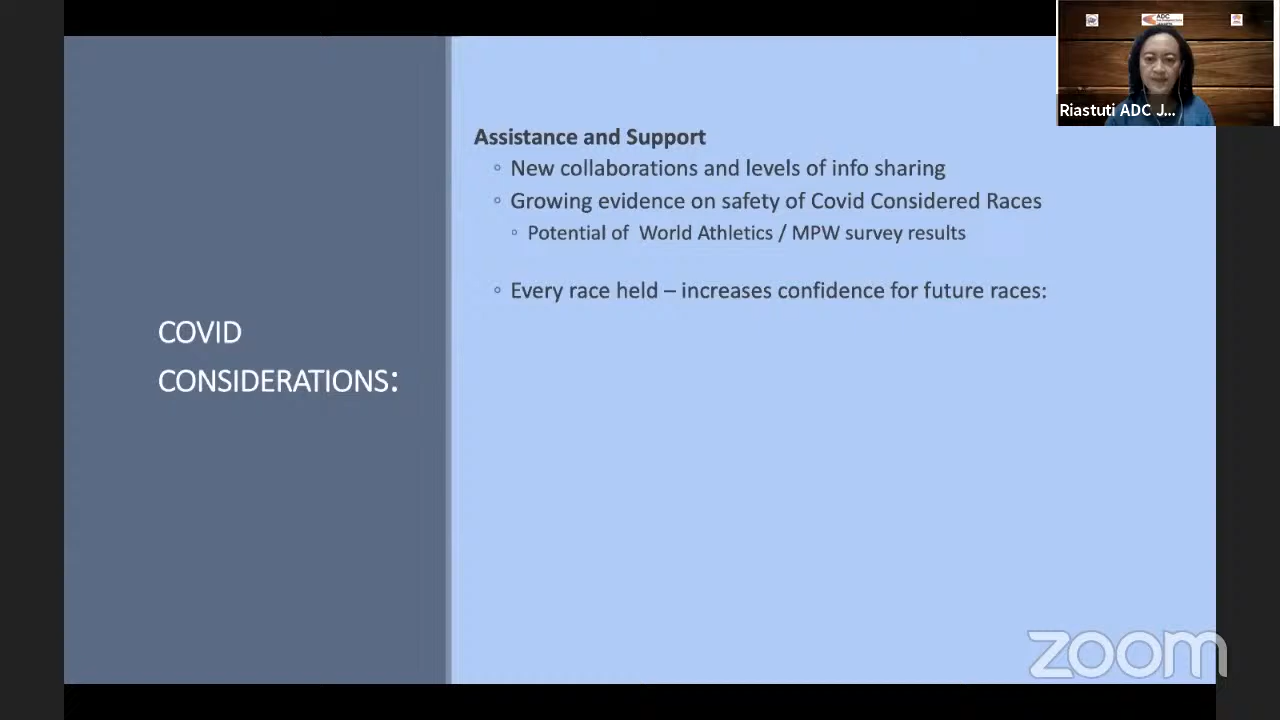 ADC
Riastuti ADC J...
Assistance and Support
New collaborations and levels of info sharing
Growing evidence on safety of Covid Considered Races
Potential of World Athletics / MPW survey results
Every race held – increases confidence for future races:
COVID
CONSIDERATIONS:
zoom